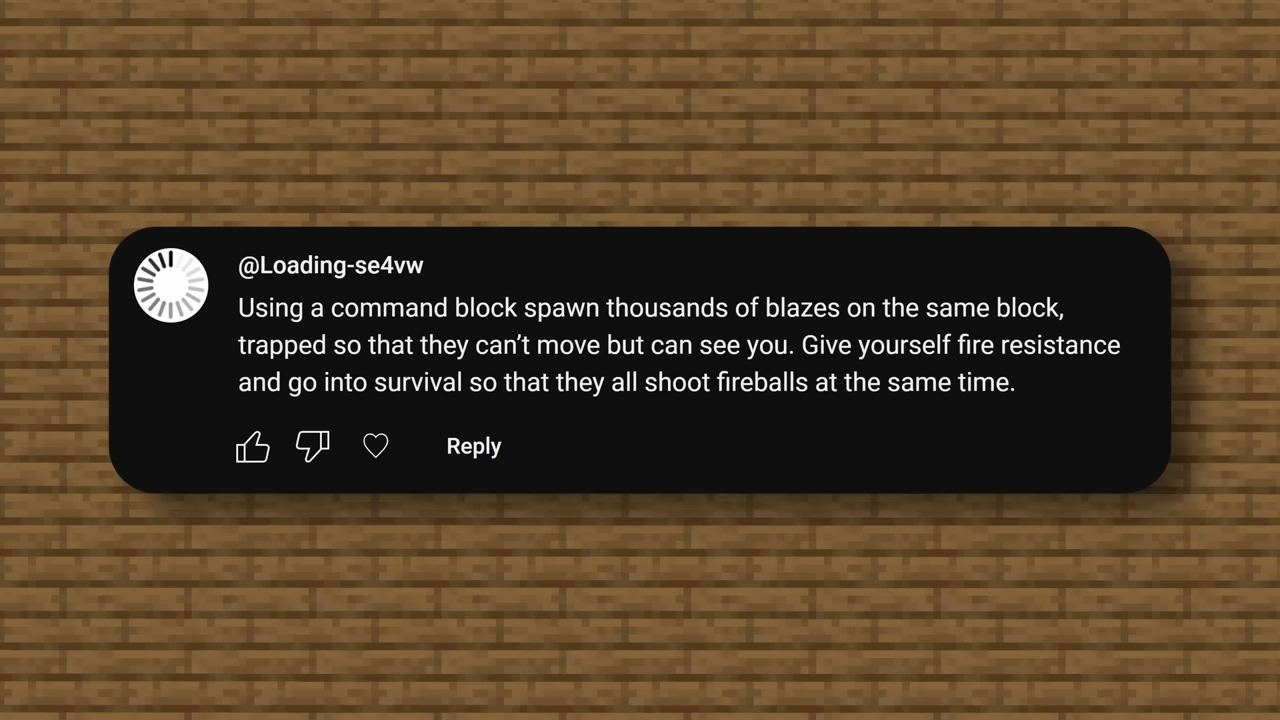 @Loading-se4vw
Using a command block spawn thousands of blazes on the same block,
trapped so that they can’t move but can see you. Give yourself fire resistance
and go into survival so that they all shoot fireballs at the same time.
Reply